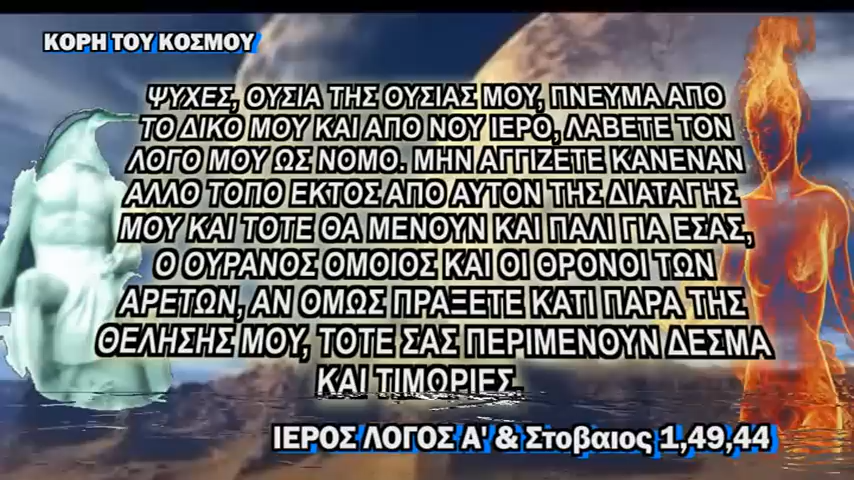 ΚΟΡΗ ΤΟΥ ΚΟΣΜΟΥ
ΨΥΧΕΣ, ΟΥΣΙΑ ΤΗΣ ΟΥΣΙΑΣ ΜΟΥ, ΠΝΕΥΜΑ ΑΠΟ
ΤΟ ΔΙΚΟ ΜΟΥ ΚΑΙ ΑΠΟ ΝΟΥ ΙΕΡΟ, ΛΑΒΕΤΕ ΤΟΝ
ΛΟΓΟ ΜΟΥ ΩΣ ΝΟΜΟ. ΜΗΝ ΑΓΓΙΖΕΤΕ ΚΑΝΕΝΑΝ
ΑΛΛΟ ΤΟΠΟ ΕΚΤΟΣ ΑΠΟ ΑΥΤΟΝ ΤΗΣ ΔΙΑΤΑΓΗΣ
ΜΟΥ ΚΑΙ ΤΟΤΕ ΘΑ ΜΕΝΟΥΝ ΚΑΙ ΠΑΛΙ ΓΙΑ ΕΣΑΣ,
Ο ΟΥΡΑΝΟΣ ΟΜΟΙΟΣ ΚΑΙ ΟΙ ΘΡΟΝΟΙ ΤΩΝ
ΑΡΕΤΩΝ, ΑΝ ΟΜΩΣ ΠΡΑΞΕΤΕ ΚΑΤΙ ΠΑΡΑ ΤΗΣ
ΘΕΛΗΣΗΣ ΜΟΥ, ΤΟΤΕ ΣΑΣ ΠΕΡΙΜΕΝΟΥΝ ΔΕΣΜΑ
ΚΑΙ ΤΙΜΩΡΙΕΣ.
ΙΕΡΟΣ ΛΟΓΟΣ Α' & Στοβαιος 1,49,44